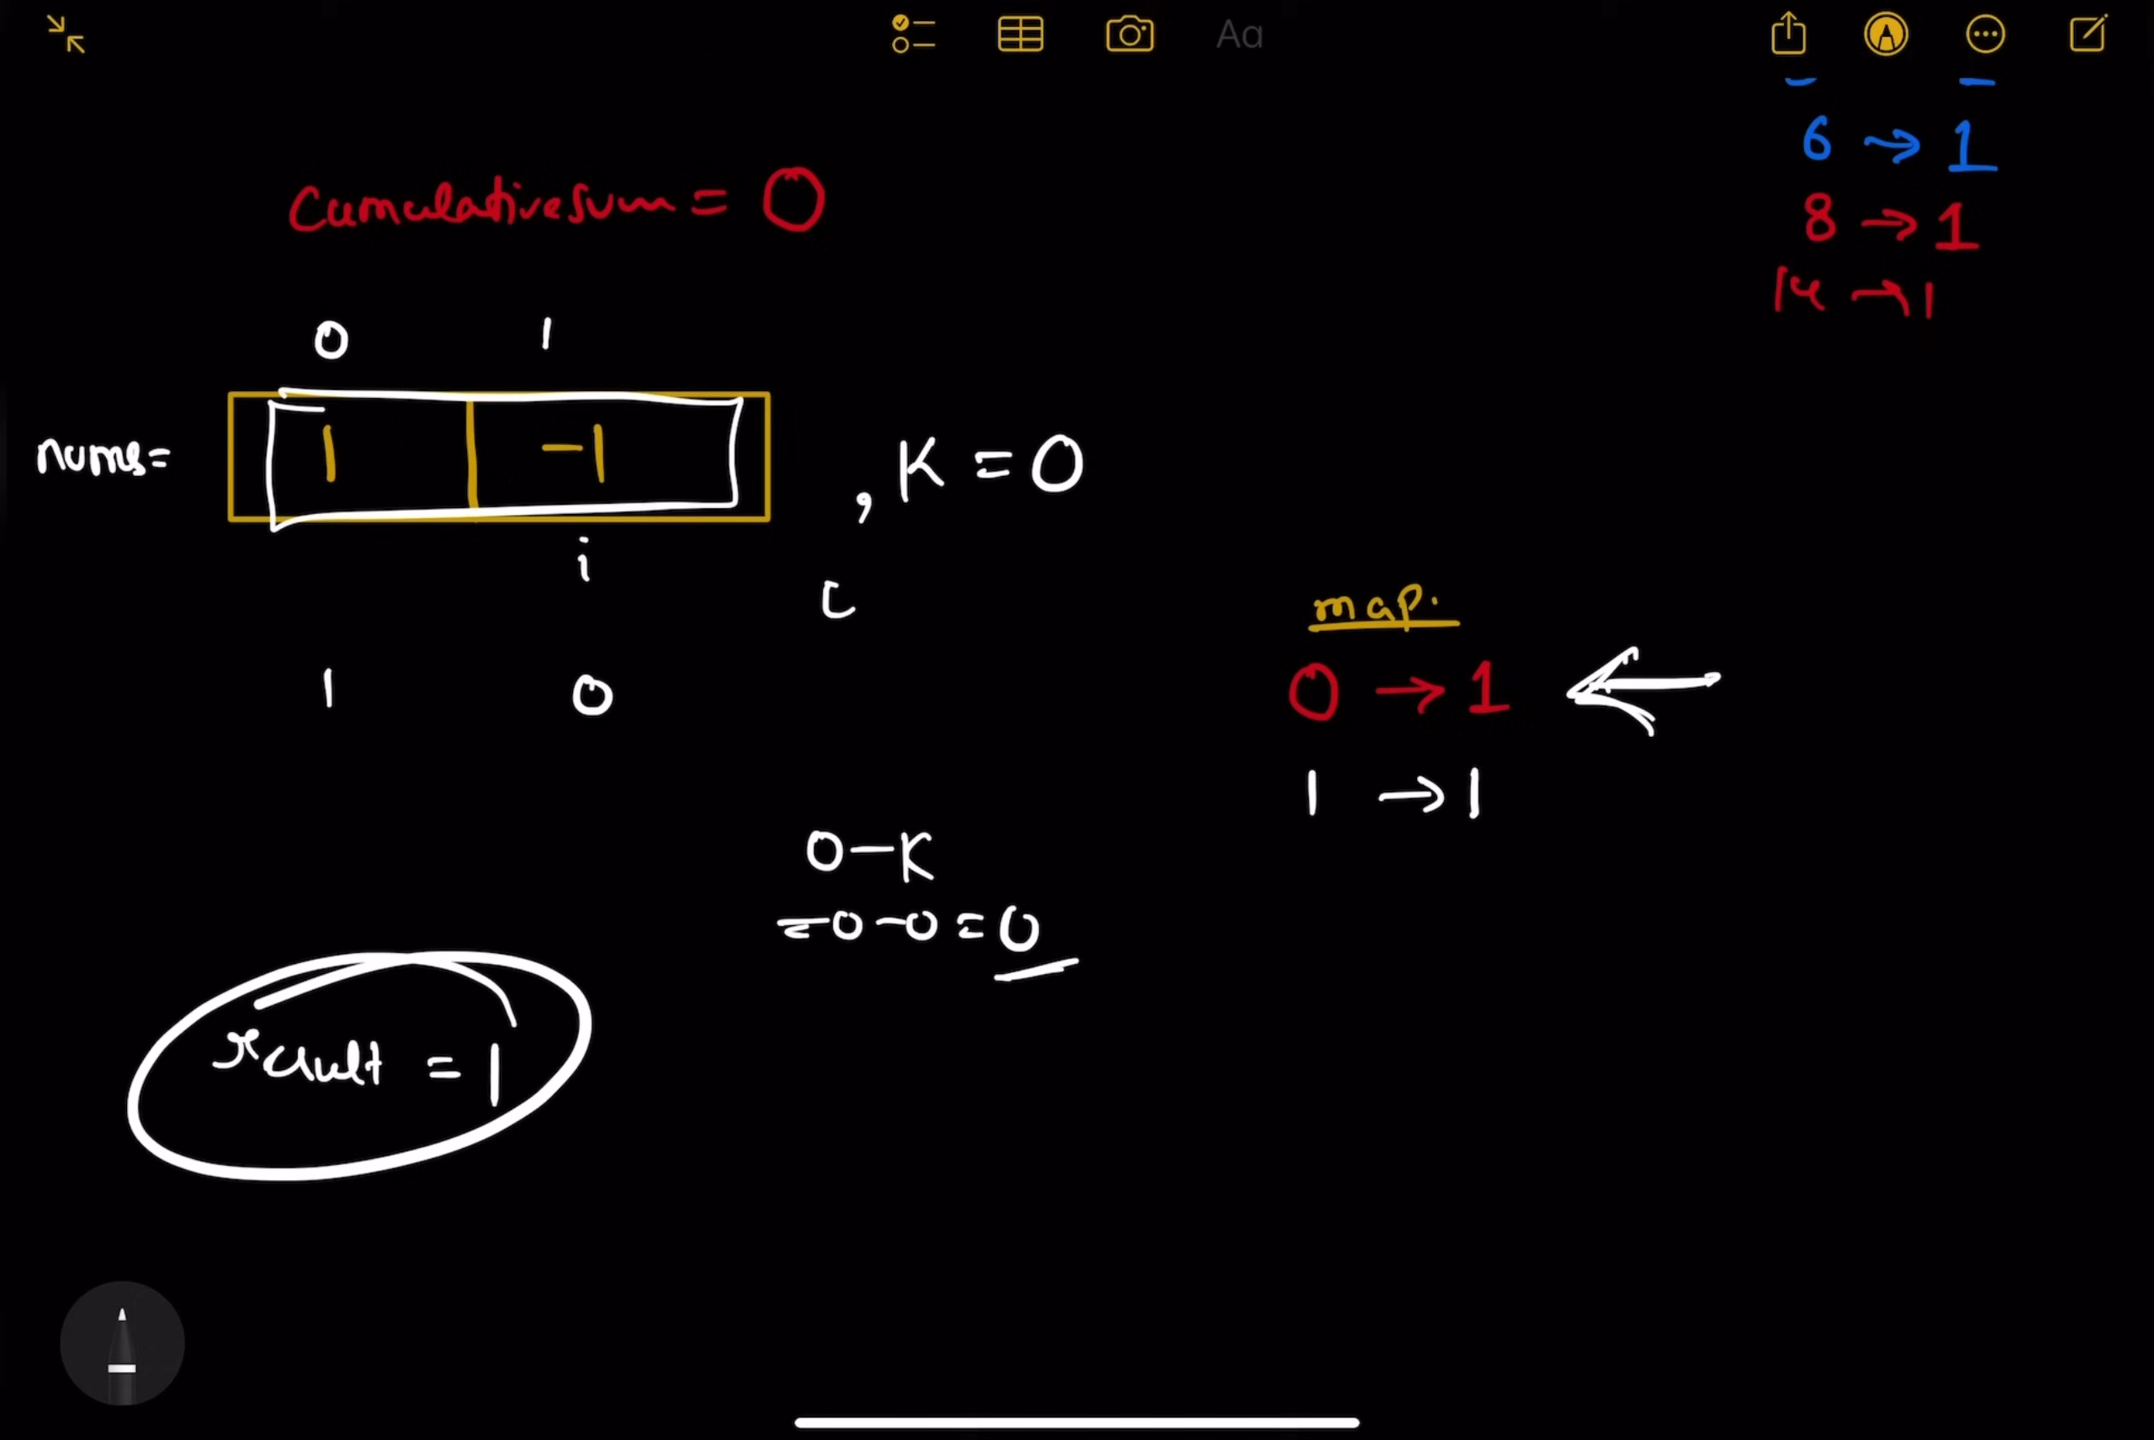 Aa
6 → 1
8 → 1
14 → 1
Cumulativesum = 0
0 1
nums= 1 -1 , K = 0
i
C
map.
1 0
0 → 1
1 → 1
0-K
=0-0=0
result = 1